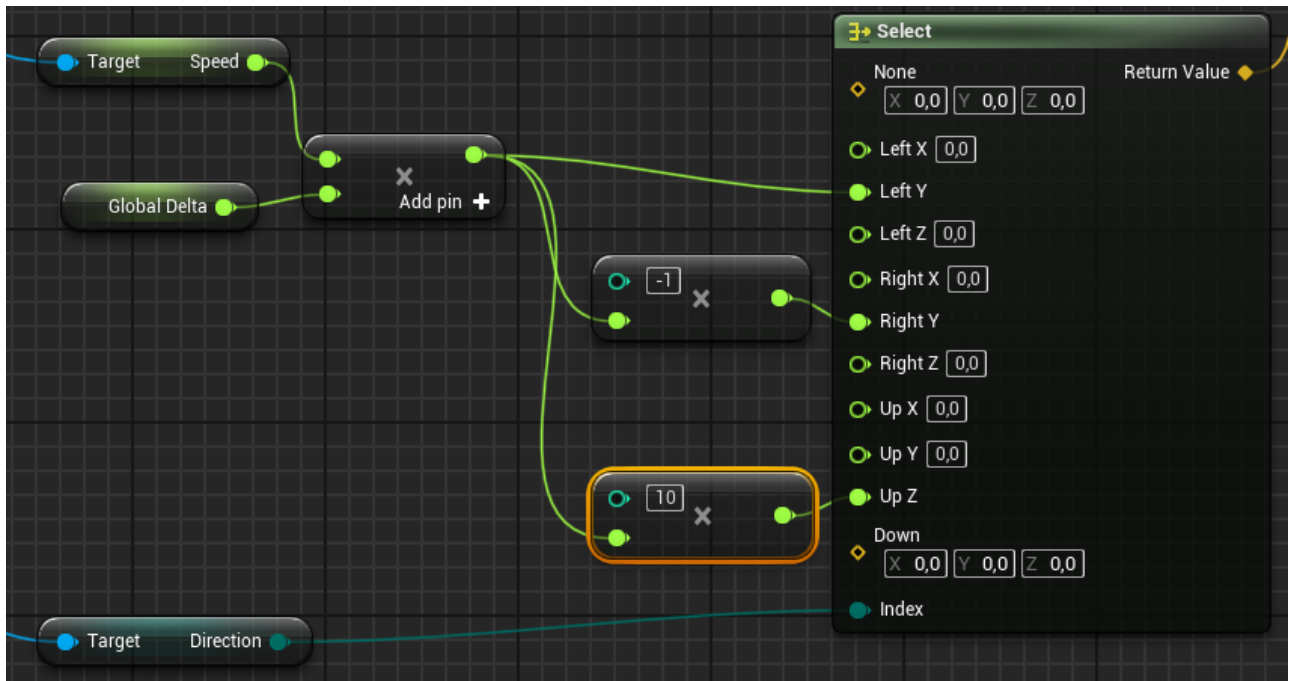 Target Speed
Global Delta
× Add pin +
-1 ×
10 ×
Target Direction
Select
None Return Value
X 0,0 Y 0,0 Z 0,0
Left X 0,0
Left Y
Left Z 0,0
Right X 0,0
Right Y
Right Z 0,0
Up X 0,0
Up Y 0,0
Up Z
Down
X 0,0 Y 0,0 Z 0,0
Index